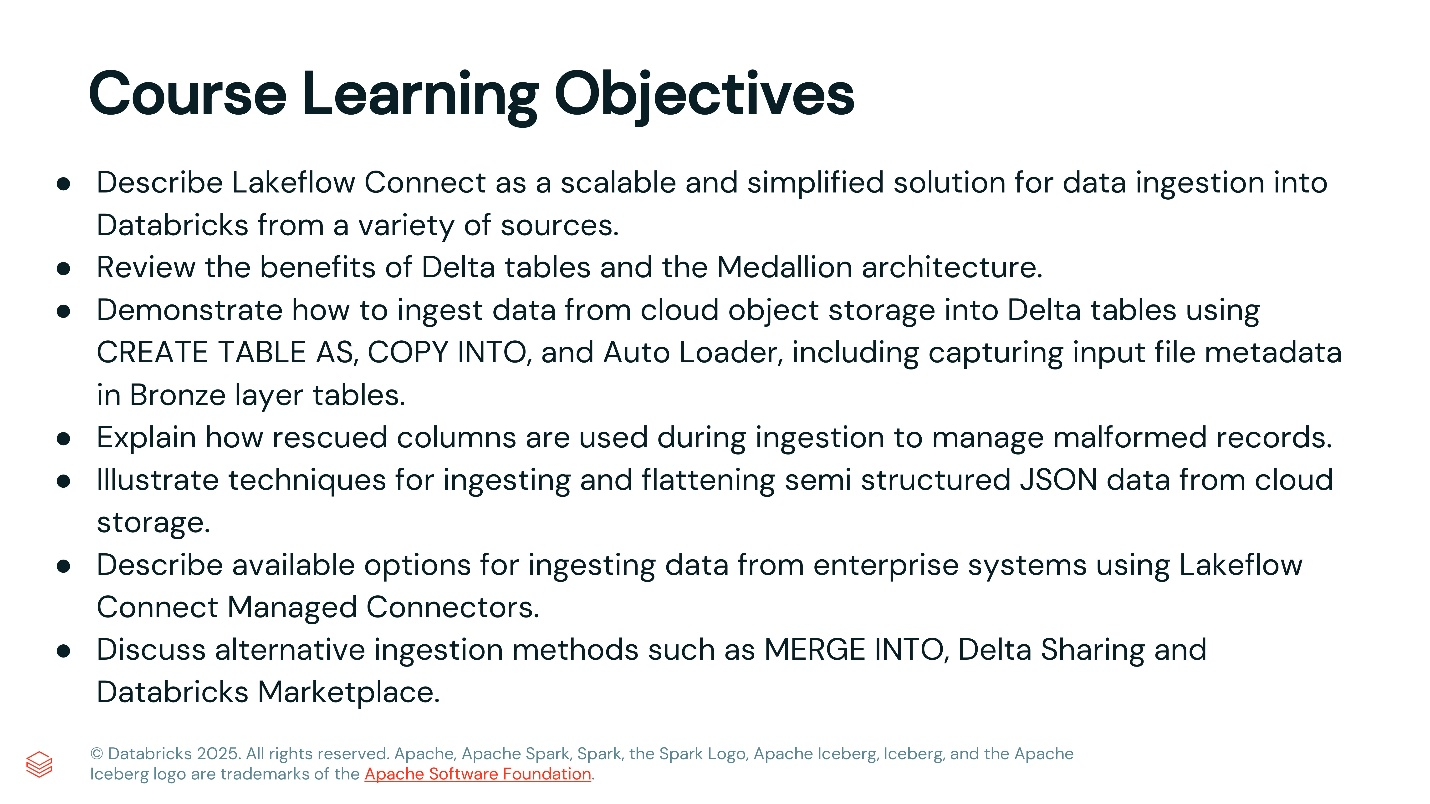 Course Learning Objectives
● Describe Lakeflow Connect as a scalable and simplified solution for data ingestion into
Databricks from a variety of sources.
● Review the benefits of Delta tables and the Medallion architecture.
● Demonstrate how to ingest data from cloud object storage into Delta tables using
CREATE TABLE AS, COPY INTO, and Auto Loader, including capturing input file metadata
in Bronze layer tables.
● Explain how rescued columns are used during ingestion to manage malformed records.
● Illustrate techniques for ingesting and flattening semi structured JSON data from cloud
storage.
● Describe available options for ingesting data from enterprise systems using Lakeflow
Connect Managed Connectors.
● Discuss alternative ingestion methods such as MERGE INTO, Delta Sharing and
Databricks Marketplace.
© Databricks 2025. All rights reserved. Apache, Apache Spark, Spark, the Spark Logo, Apache Iceberg, Iceberg, and the Apache
Iceberg logo are trademarks of the Apache Software Foundation.